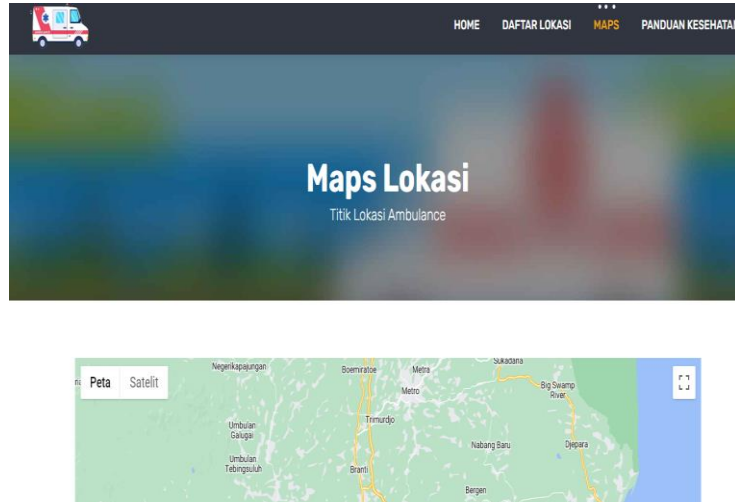 HOME DAFTAR LOKASI MAPS PANDUAN KESEHATAN
Maps Lokasi
Titik Lokasi Ambulance
Peta Satelit
Negerikapajungan
Boemiratoe
Metra
Sukadana
Metro
Big Swamp
River
Trimurdjo
Umbulan
Galugai
Nabang Baru
Djepara
Umbulan
Tebingsuluh
Branti
Bergen